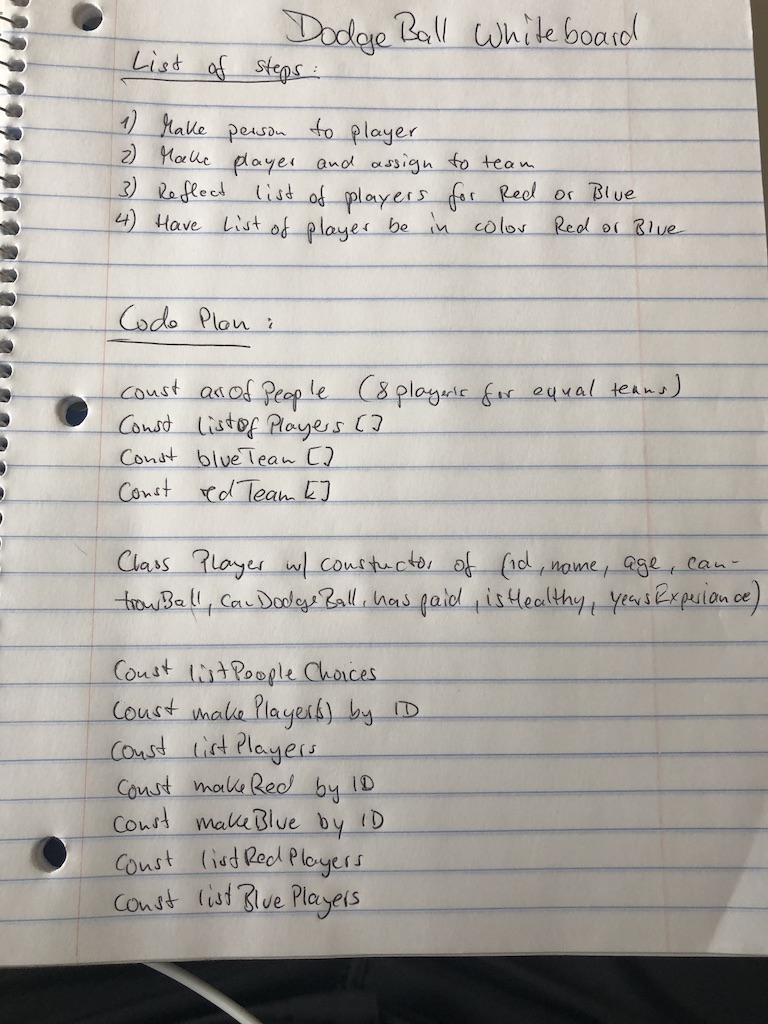 Dodge Ball Whiteboard
List of steps:
1) Make person to player
2) Make player and assign to team
3) Reflect list of players for Red or Blue
4) Have List of player be in color Red or Blue
Code Plan :
const arrOfPeople (8 players for equal teams)
Const listOfPlayers []
Const blueTeam []
Const redTeam []
Class Player w/ constuctor of (id, name, age, can-
trowBall, canDodgeBall, has paid, isHealthy, yearsExperiance)
Const listPeopleChoices
Const makePlayer(s) by ID
Const listPlayers
Const makeRed by ID
Const makeBlue by ID
Const listRedPlayers
Const listBluePlayers